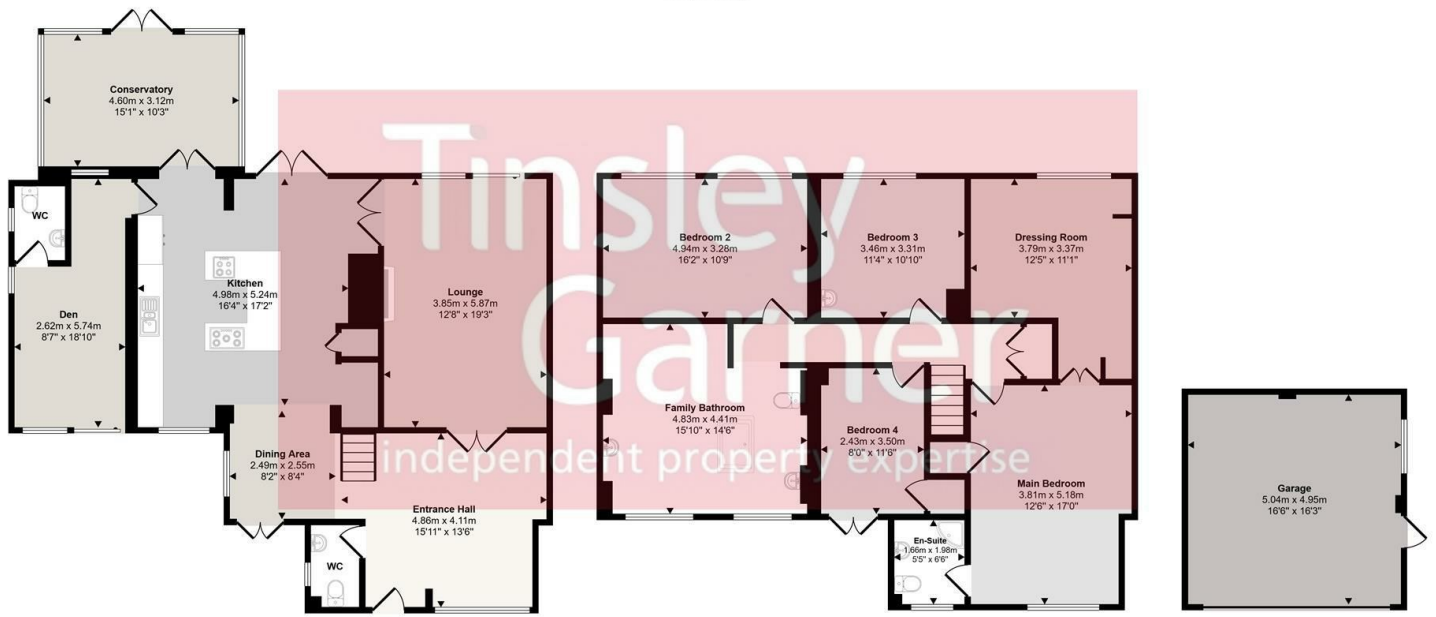 Conservatory
4.60m x 3.12m
15'1" x 10'3"
WC
Den
2.62m x 5.74m
8'7" x 18'10"
Kitchen
4.98m x 5.24m
16'4" x 17'2"
Lounge
3.85m x 5.87m
12'8" x 19'3"
Dining Area
2.49m x 2.55m
8'2" x 8'4"
Entrance Hall
4.86m x 4.11m
15'11" x 13'6"
WC
Tinsley
Garner
independent property expertise
Bedroom 2
4.94m x 3.28m
16'2" x 10'9"
Bedroom 3
3.46m x 3.31m
11'4" x 10'10"
Dressing Room
3.79m x 3.37m
12'5" x 11'1"
Family Bathroom
4.83m x 4.41m
15'10" x 14'6"
Bedroom 4
2.43m x 3.50m
8'0" x 11'6"
Main Bedroom
3.81m x 5.18m
12'6" x 17'0"
En-Suite
1.66m x 1.98m
5'5" x 6'6"
Garage
5.04m x 4.95m
16'6" x 16'3"